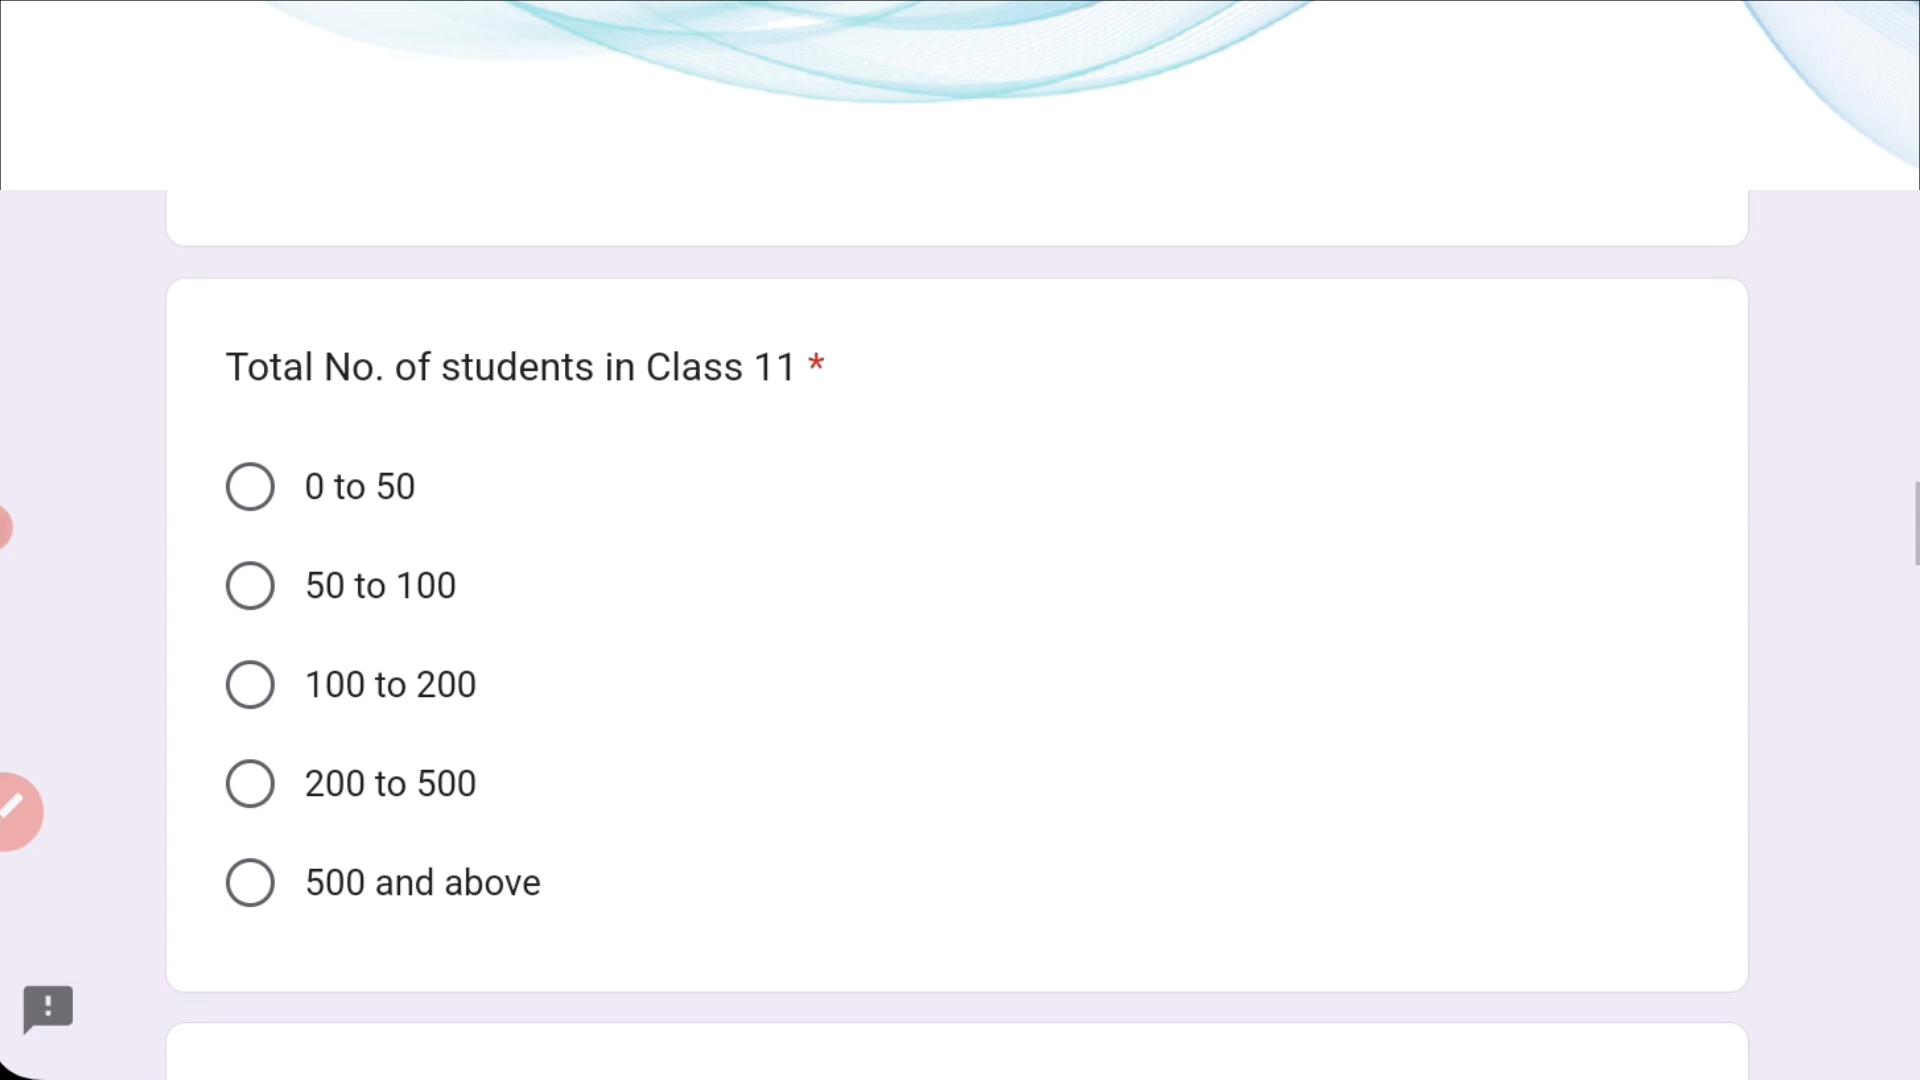 Total No. of students in Class 11 *
0 to 50
50 to 100
100 to 200
200 to 500
500 and above